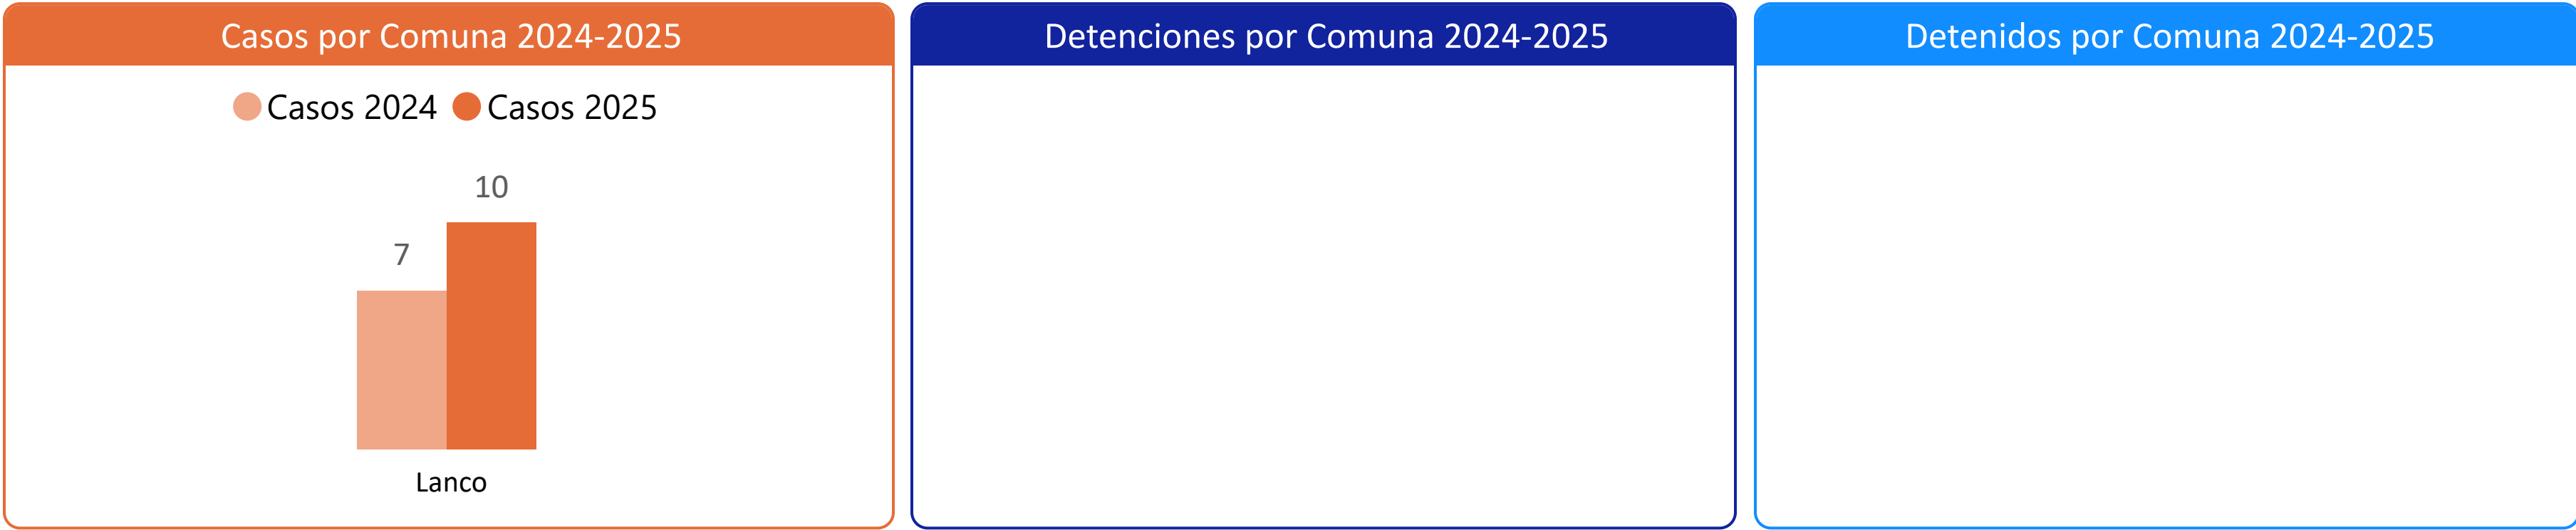 Casos por Comuna 2024-2025
Casos 2024 Casos 2025
10
7
Lanco
Detenciones por Comuna 2024-2025
Detenidos por Comuna 2024-2025